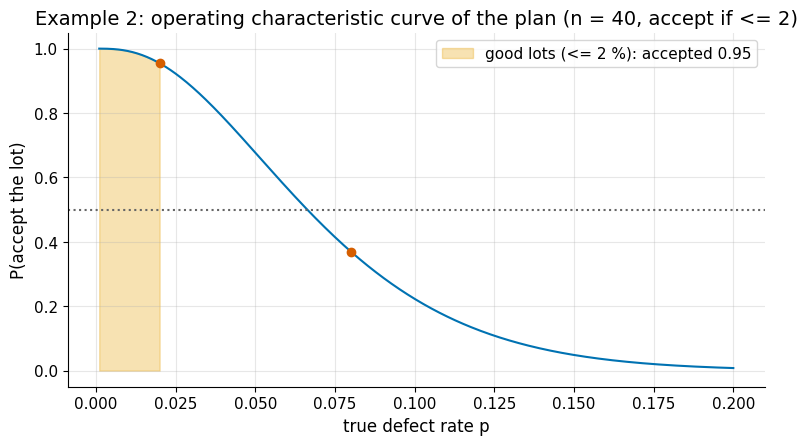 Example 2: operating characteristic curve of the plan (n = 40, accept if <= 2)
good lots (<= 2 %): accepted 0.95
P(accept the lot)
1.0
0.8
0.6
0.4
0.2
0.0
0.000 0.025 0.050 0.075 0.100 0.125 0.150 0.175 0.200
true defect rate p